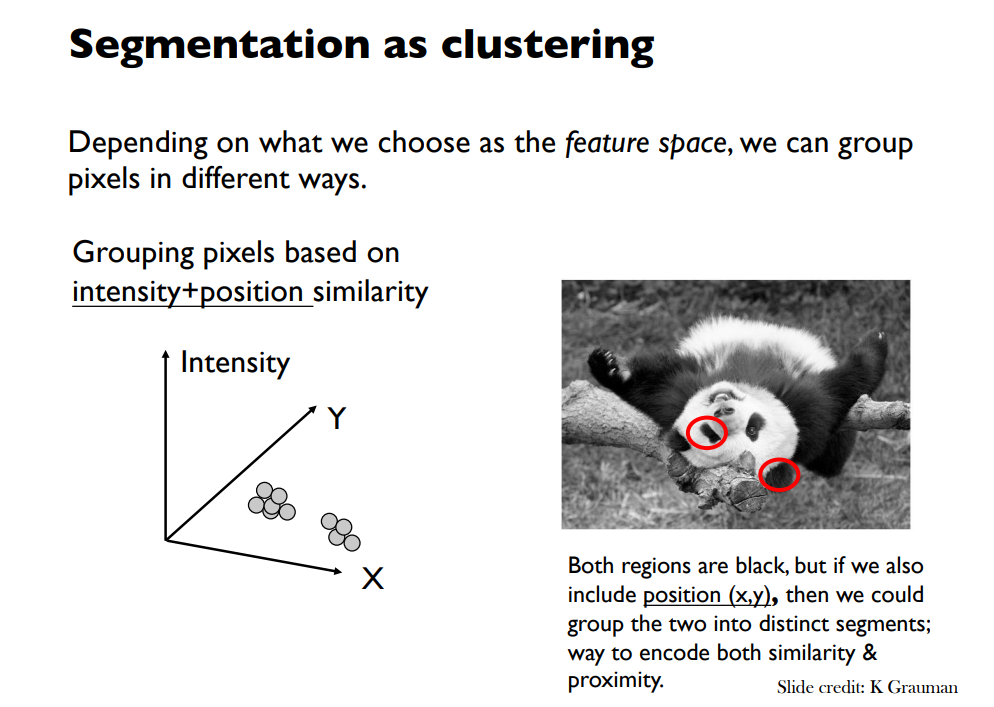 Segmentation as clustering
Depending on what we choose as the feature space, we can group
pixels in different ways.
Grouping pixels based on
intensity+position similarity
Intensity
Y
X
Both regions are black, but if we also
include position (x,y), then we could
group the two into distinct segments;
way to encode both similarity &
proximity.
Slide credit: K Grauman